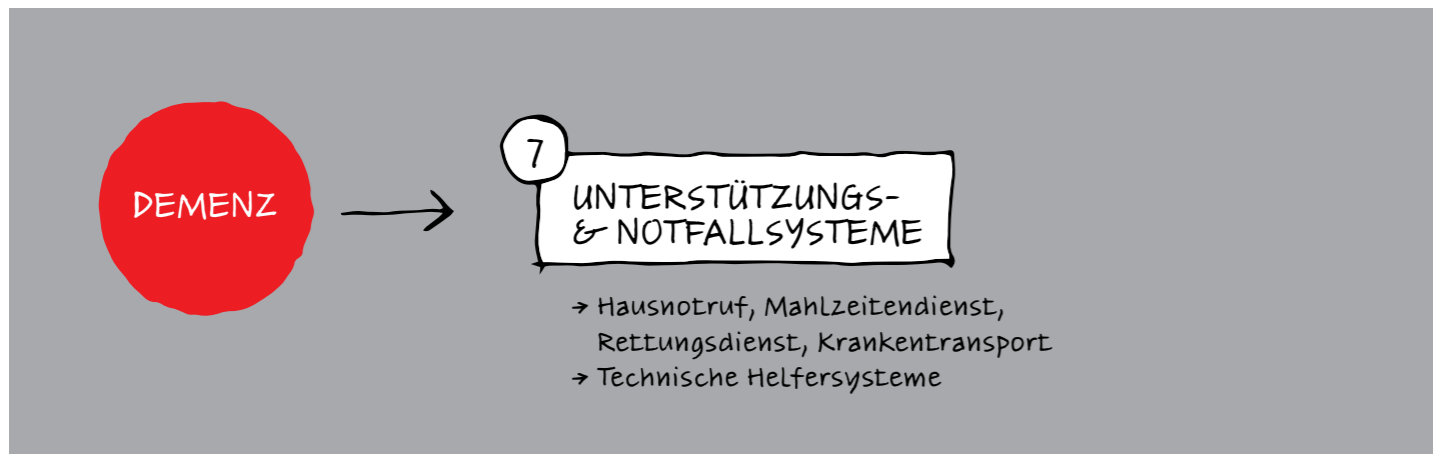 DEMENZ
7
UNTERSTÜTZUNGS-
& NOTFALLSYSTEME
→ Hausnotruf, Mahlzeitendienst,
Rettungsdienst, Krankentransport
→ Technische Helfersysteme